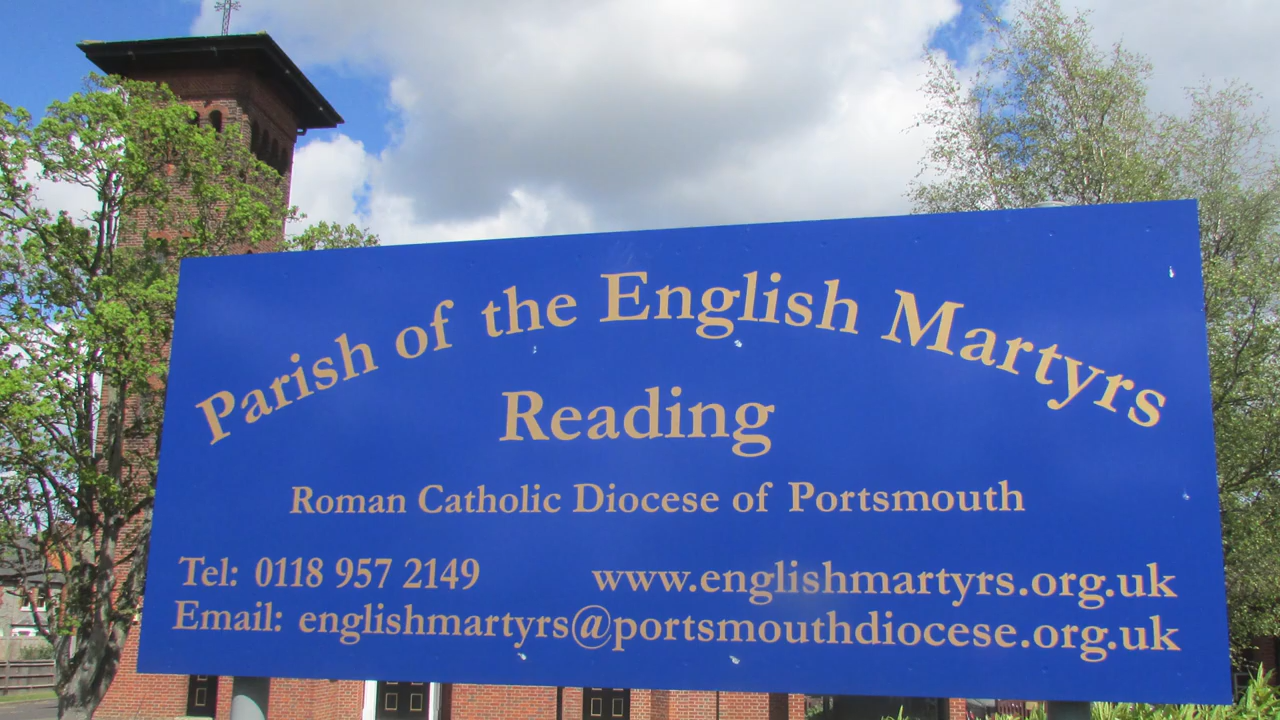 Parish of the English Martyrs
Reading
Roman Catholic Diocese of Portsmouth
Tel: 0118 957 2149 www.englishmartyrs.org.uk
Email: englishmartyrs@portsmouthdiocese.org.uk